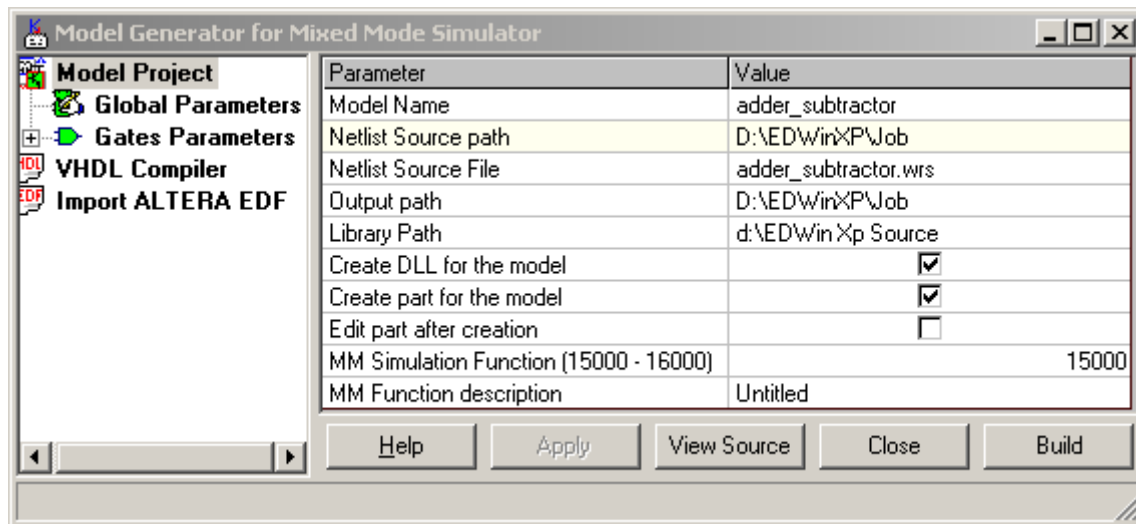 Model Generator for Mixed Mode Simulator
Model Project
Global Parameters
Gates Parameters
VHDL Compiler
Import ALTERA EDF
Parameter Value
Model Name adder_subtractor
Netlist Source path D:\EDWinXP\Job
Netlist Source File adder_subtractor.wrs
Output path D:\EDWinXP\Job
Library Path d:\EDWin Xp Source
Create DLL for the model
Create part for the model
Edit part after creation
MM Simulation Function (15000 - 16000) 15000
MM Function description Untitled
Help Apply View Source Close Build